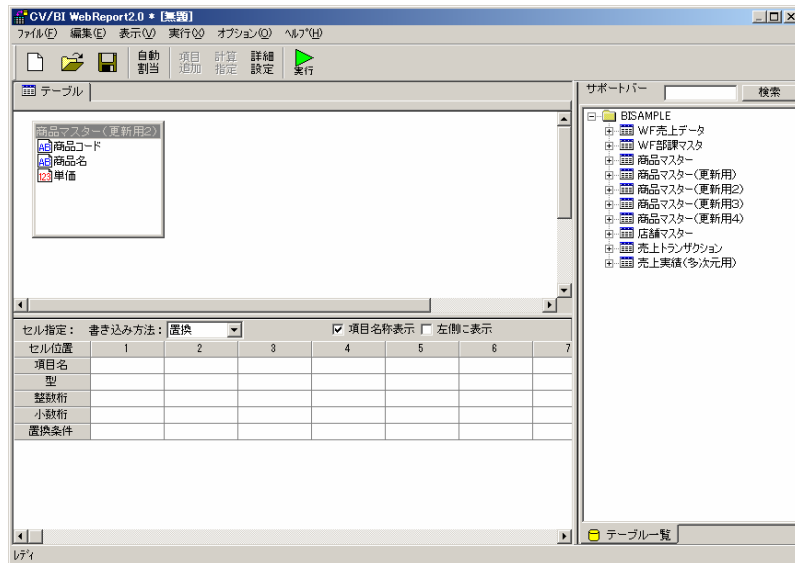 CV/BI WebReport2.0 * [無題]
ファイル(F) 編集(E) 表示(V) 実行(X) オプション(O) ヘルプ(H)
自動割当 項目追加 計算指定 詳細設定 実行
テーブル
サポートバー 検索
商品マスター(更新用2)
AB 商品コード
AB 商品名
123 単価
BISAMPLE
WF売上データ
WF部課マスタ
商品マスター
商品マスター(更新用)
商品マスター(更新用2)
商品マスター(更新用3)
商品マスター(更新用4)
店舗マスター
売上トランザクション
売上実績(多次元用)
セル指定: 書き込み方法: 置換 項目名称表示 左側に表示
セル位置 1 2 3 4 5 6 7
項目名
型
整数桁
小数桁
置換条件
テーブル一覧
レディ